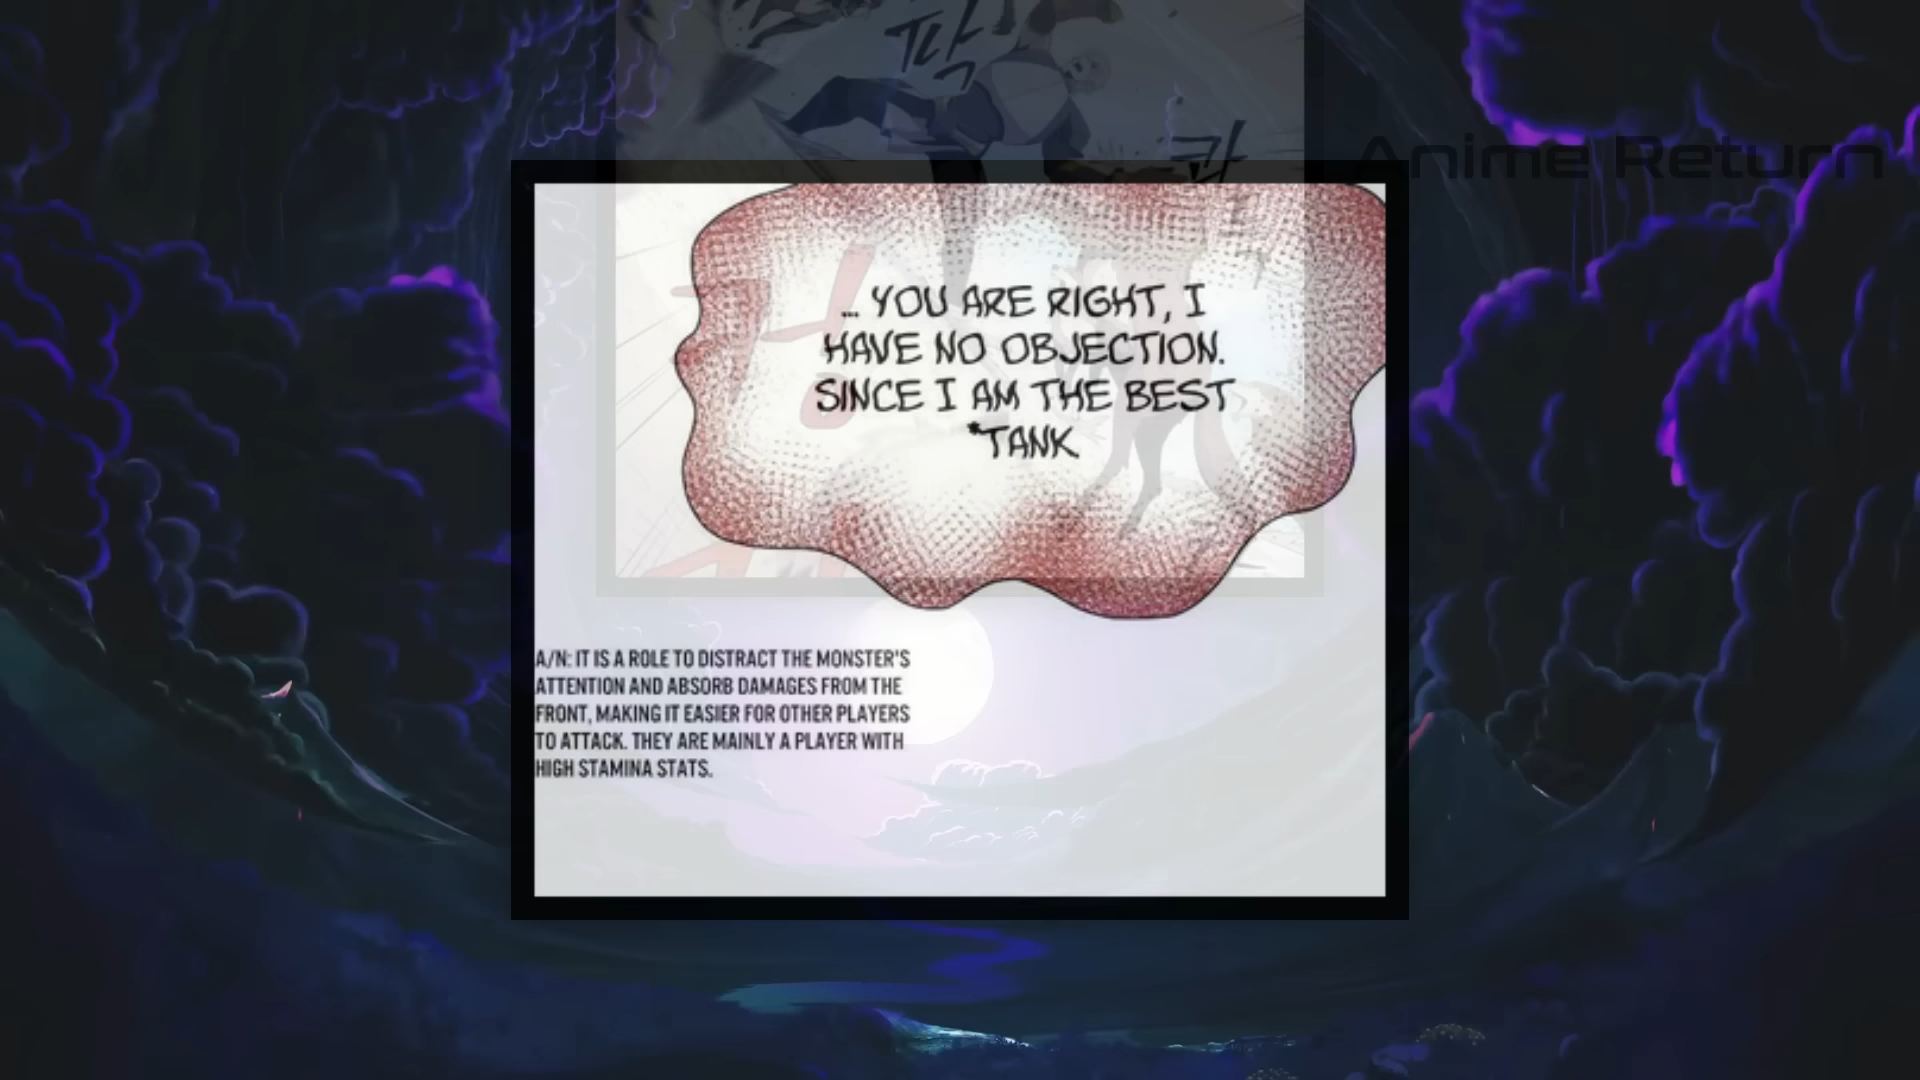 Anime Return
... YOU ARE RIGHT, I
HAVE NO OBJECTION.
SINCE I AM THE BEST
*TANK
A/N: IT IS A ROLE TO DISTRACT THE MONSTER'S
ATTENTION AND ABSORB DAMAGES FROM THE
FRONT, MAKING IT EASIER FOR OTHER PLAYERS
TO ATTACK. THEY ARE MAINLY A PLAYER WITH
HIGH STAMINA STATS.